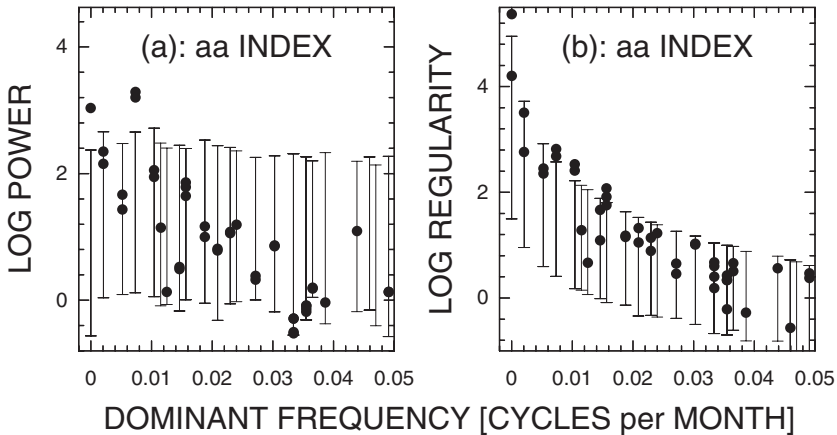 (a): aa INDEX
LOG POWER
4
2
0
0 0.01 0.02 0.03 0.04 0.05
(b): aa INDEX
LOG REGULARITY
4
2
0
0 0.01 0.02 0.03 0.04 0.05
DOMINANT FREQUENCY [CYCLES per MONTH]